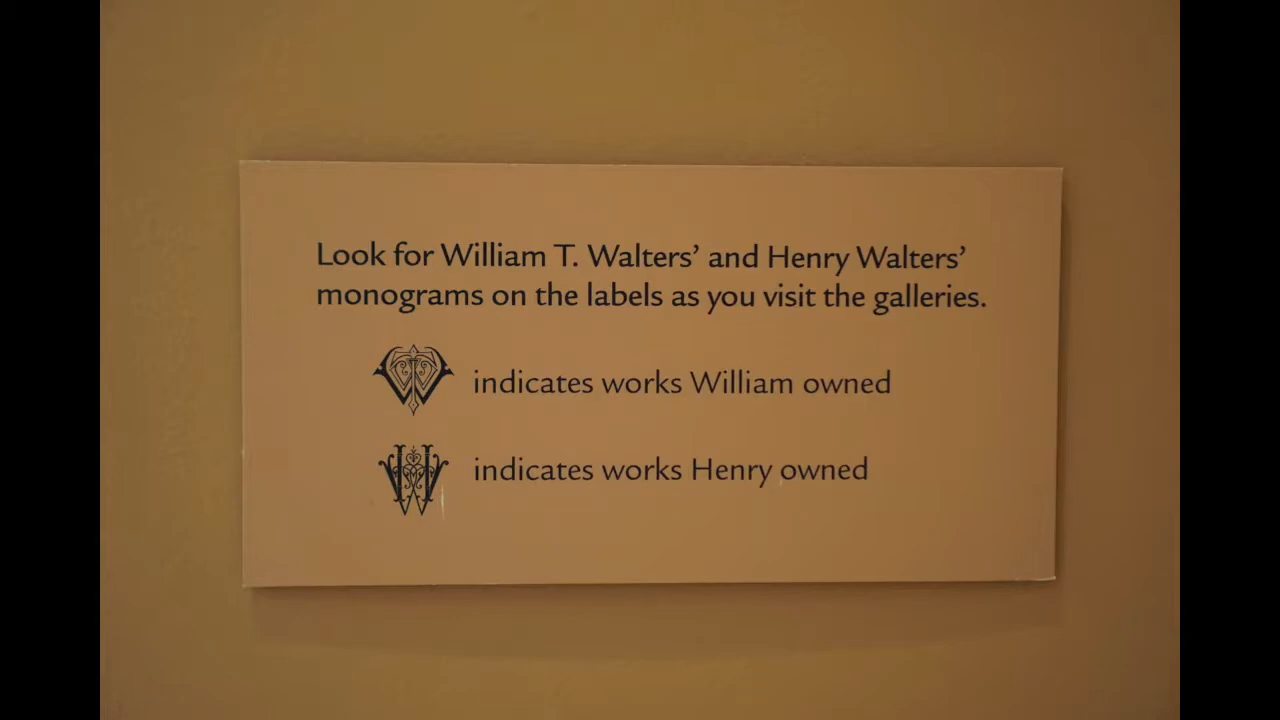 Look for William T. Walters’ and Henry Walters’
monograms on the labels as you visit the galleries.
indicates works William owned
indicates works Henry owned